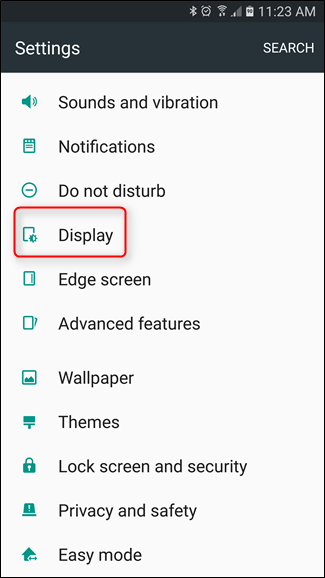 11:23 AM
Settings SEARCH
Sounds and vibration
Notifications
Do not disturb
Display
Edge screen
Advanced features
Wallpaper
Themes
Lock screen and security
Privacy and safety
Easy mode